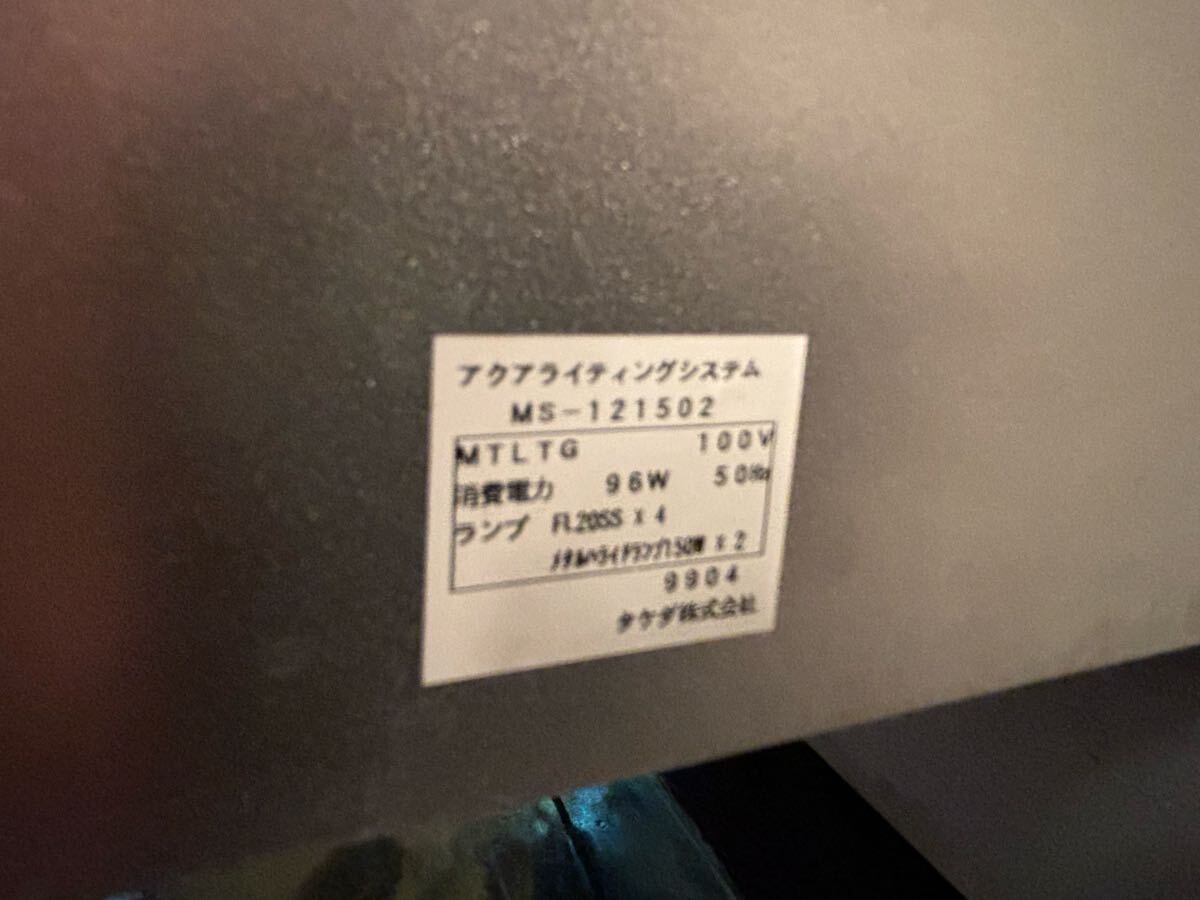 アクアライティングシステム
MS-121502
MTLTG 100V
消費電力 96W 50Hz
ランプ FL20SS X 4
メタルハライドランプ150W X 2
9904
タケダ株式会社